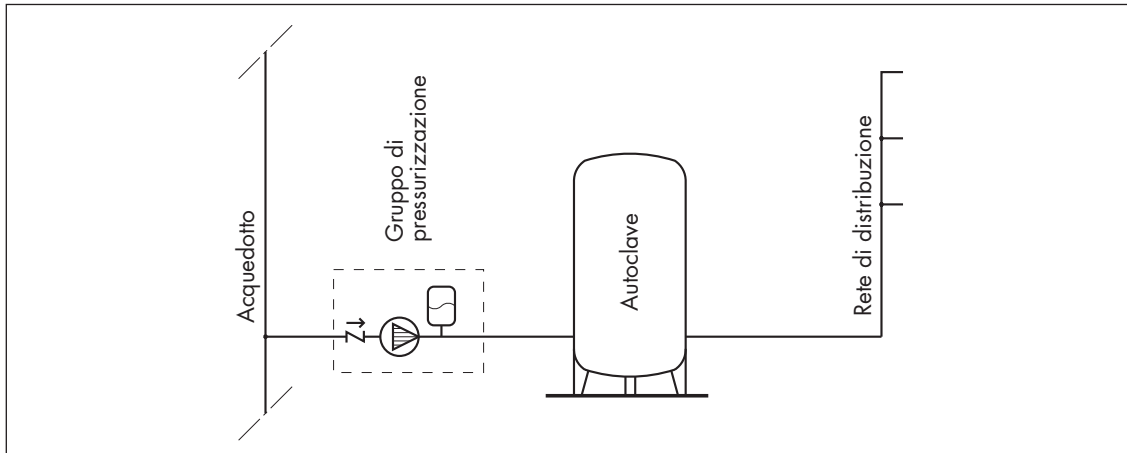 Acquedotto
Gruppo di
pressurizzazione
Autoclave
Rete di distribuzione